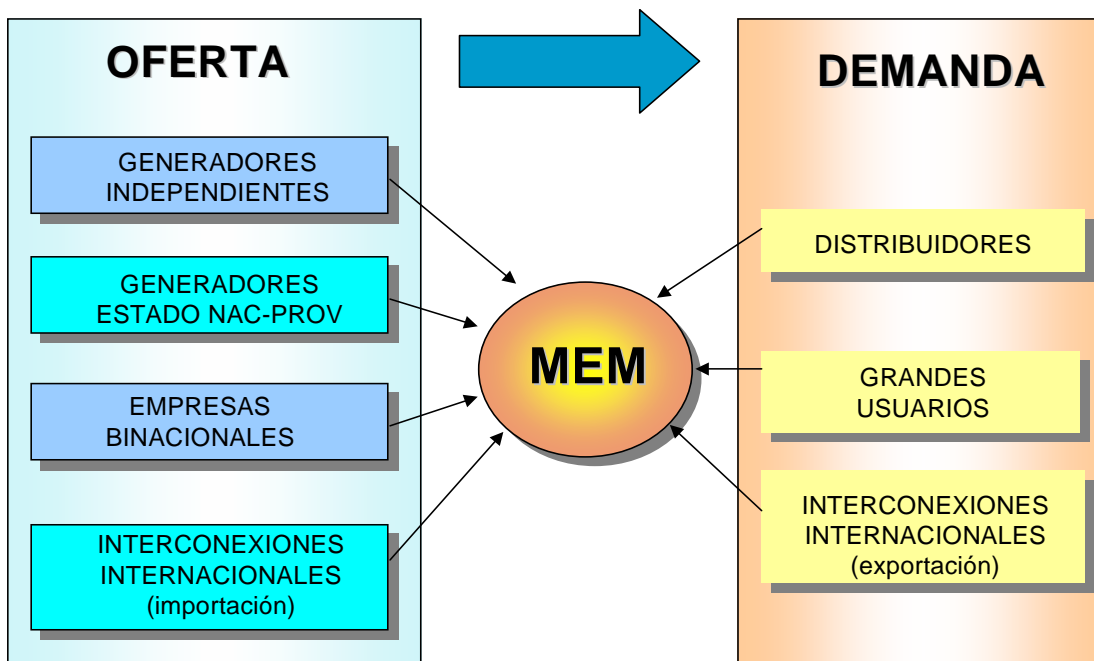 OFERTA
GENERADORES
INDEPENDIENTES
GENERADORES
ESTADO NAC-PROV
EMPRESAS
BINACIONALES
INTERCONEXIONES
INTERNACIONALES
(importación)
MEM
DEMANDA
DISTRIBUIDORES
GRANDES
USUARIOS
INTERCONEXIONES
INTERNACIONALES
(exportación)